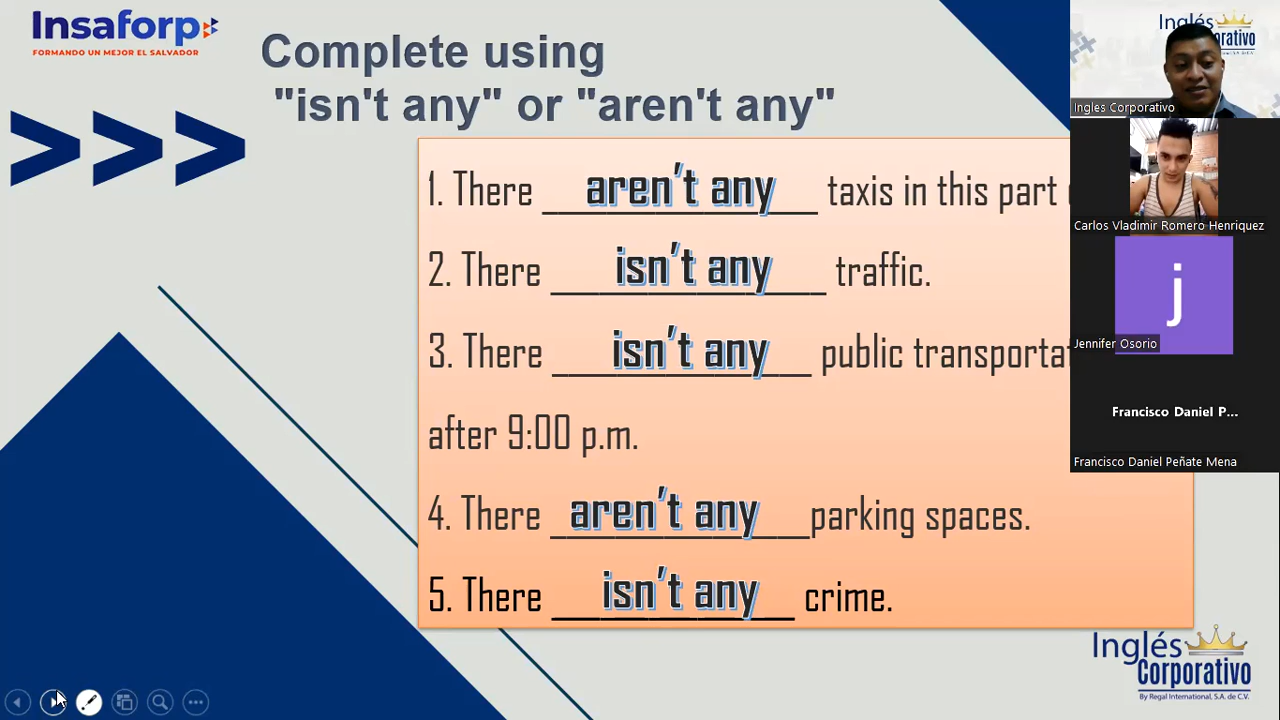 Insaforp
FORMANDO UN MEJOR EL SALVADOR
Complete using
"isn't any" or "aren't any"
1. There aren't any taxis in this part
2. There isn't any traffic.
3. There isn't any public transporta
after 9:00 p.m.
4. There aren't any parking spaces.
5. There isn't any crime.
Inglés
Ingles Corporativo
Carlos Vladimir Romero Henriquez
j
Jennifer Osorio
Francisco Daniel P...
Francisco Daniel Peñate Mena
Inglés
Corporativo
By Regal International, S.A. de C.V.